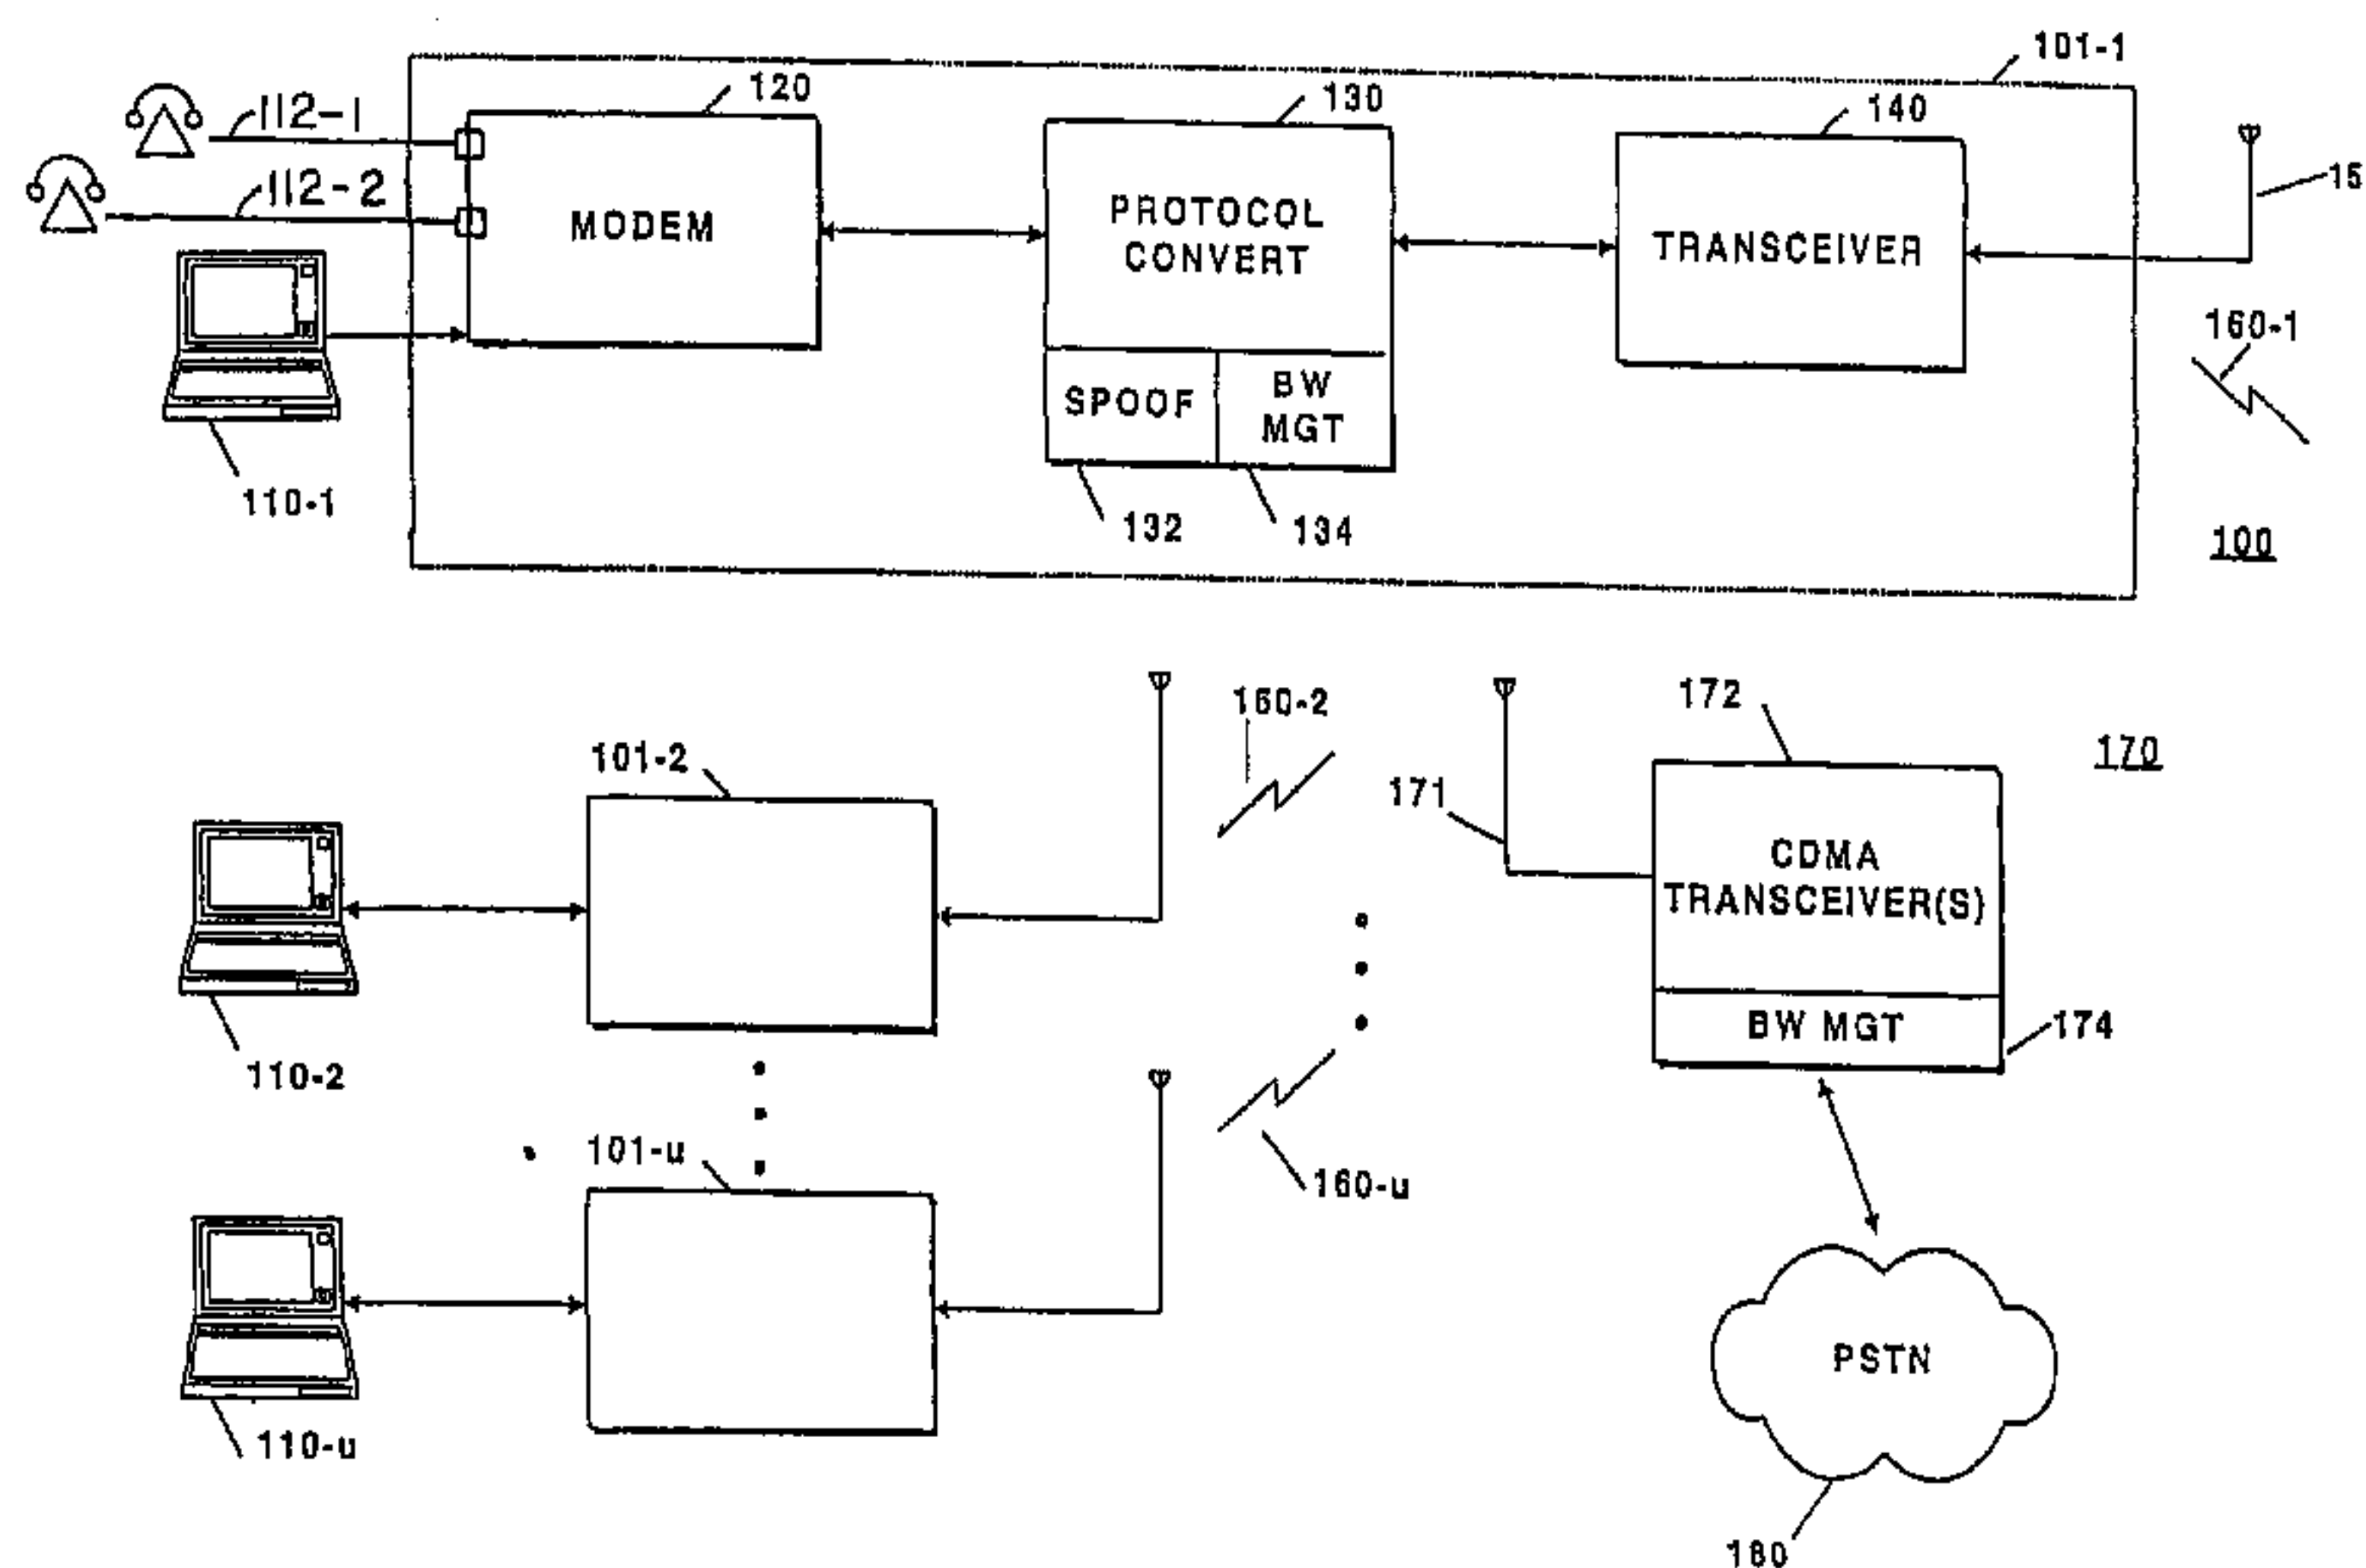 101-1
120
130
140
112-1
112-2
15
MODEM
PROTOCOL
CONVERT
TRANSCEIVER
160-1
SPOOF
BW
MGT
110-1
132
134
100
160-2
172
101-2
170
171
CDMA
TRANSCEIVER(S)
BW MGT
174
110-2
101-u
160-u
PSTN
110-u
180